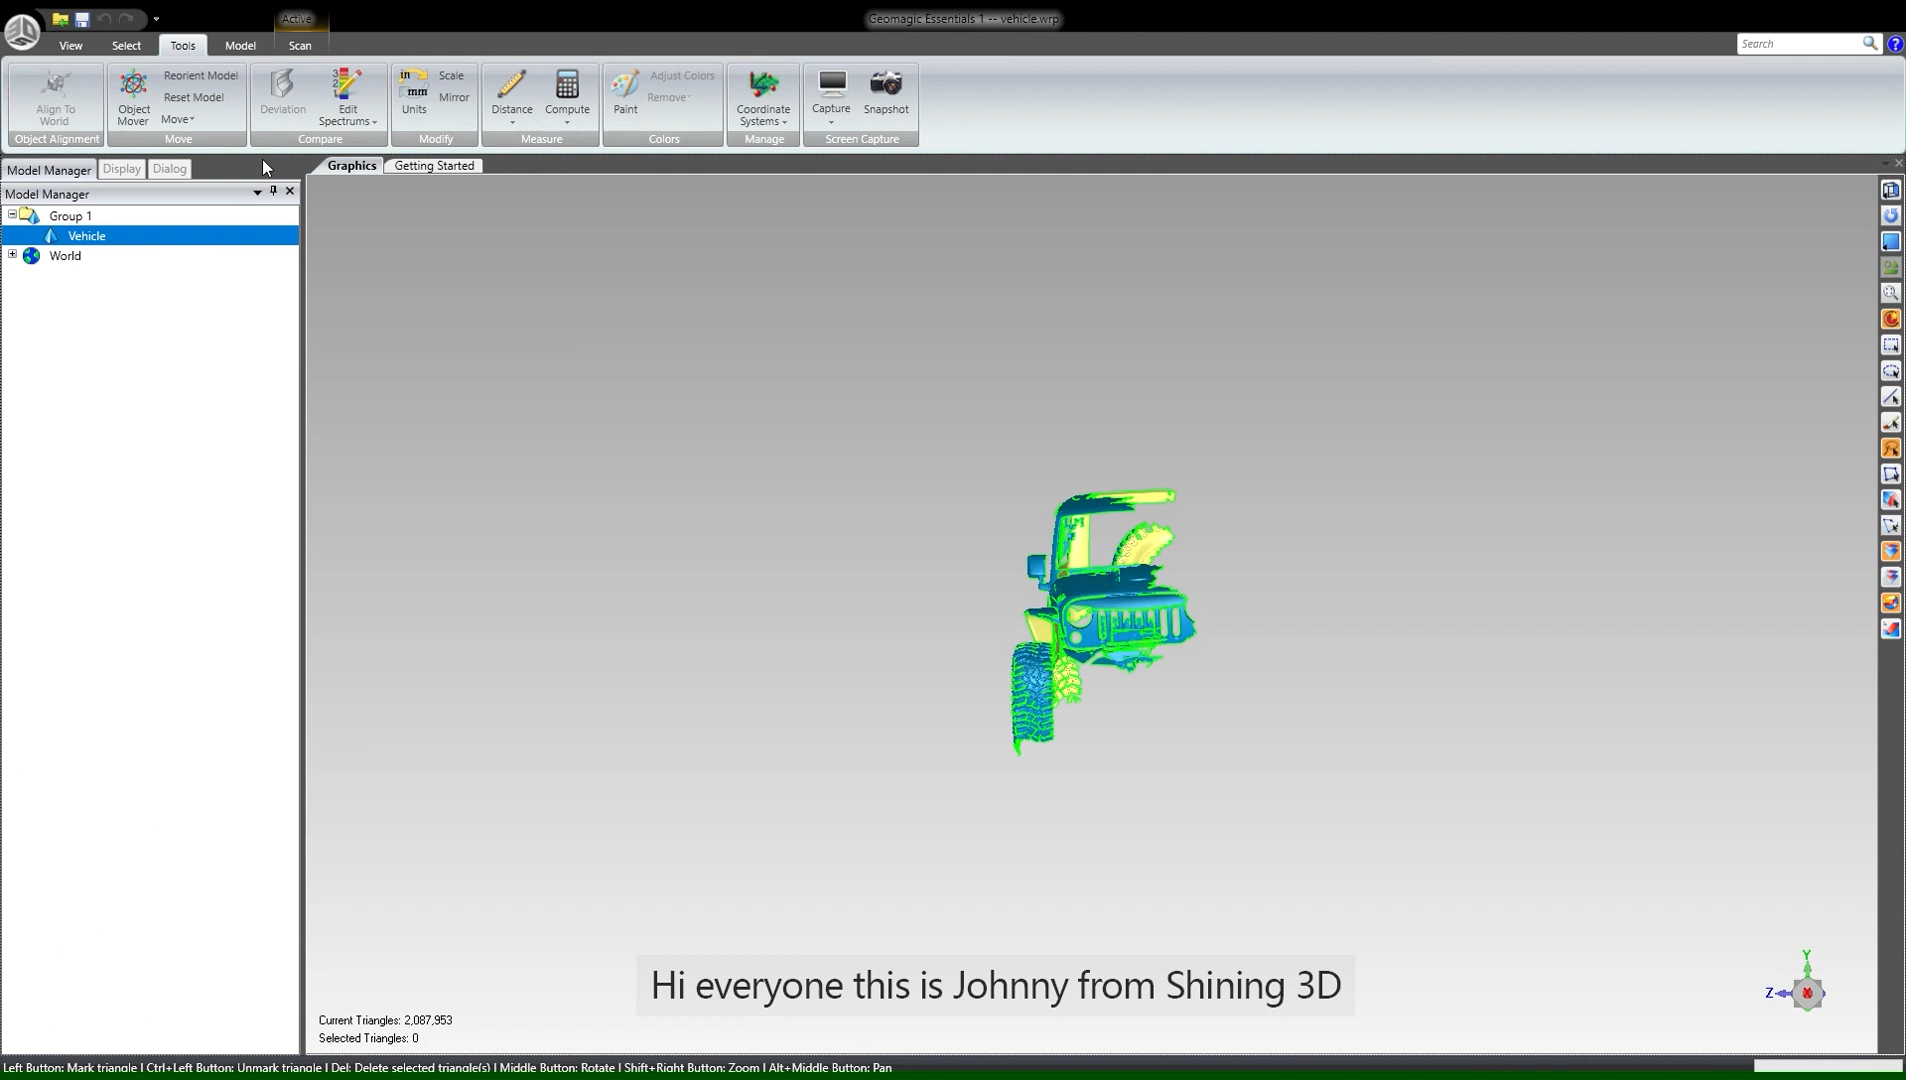 Active
Geomagic Essentials 1 -- vehicle.wrp
View
Select
Tools
Model
Scan
Search
Align To
World
Object Alignment
Object
Mover
Reorient Model
Reset Model
Move
Move
Deviation
Edit
Spectrums
Compare
in
mm
Units
Scale
Mirror
Modify
Distance
Compute
Measure
Paint
Adjust Colors
Remove
Colors
Coordinate
Systems
Manage
Capture
Snapshot
Screen Capture
Model Manager
Display
Dialog
Graphics
Getting Started
Model Manager
Group 1
Vehicle
World
Hi everyone this is Johnny from Shining 3D
Y
Z
X
Current Triangles: 2,087,953
Selected Triangles: 0
Left Button: Mark triangle | Ctrl+Left Button: Unmark triangle | Del: Delete selected triangle(s) | Middle Button: Rotate | Shift+Right Button: Zoom | Alt+Middle Button: Pan